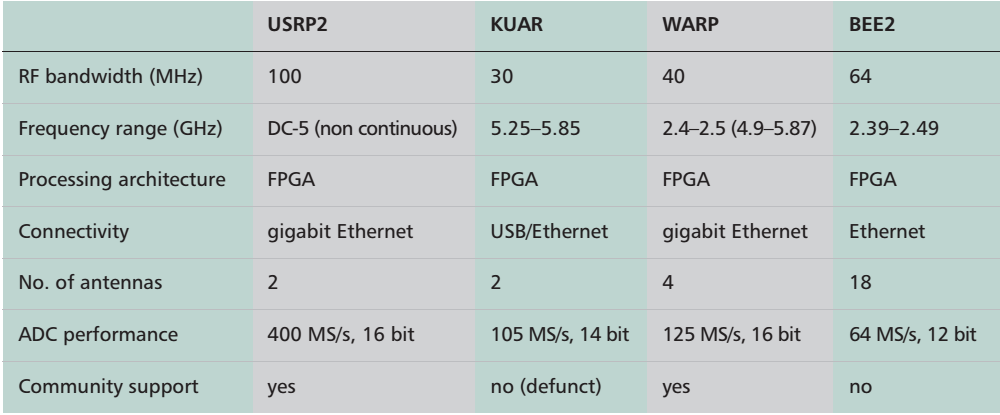 USRP2 KUAR WARP BEE2
RF bandwidth (MHz) 100 30 40 64
Frequency range (GHz) DC-5 (non continuous) 5.25–5.85 2.4–2.5 (4.9–5.87) 2.39–2.49
Processing architecture FPGA FPGA FPGA FPGA
Connectivity gigabit Ethernet USB/Ethernet gigabit Ethernet Ethernet
No. of antennas 2 2 4 18
ADC performance 400 MS/s, 16 bit 105 MS/s, 14 bit 125 MS/s, 16 bit 64 MS/s, 12 bit
Community support yes no (defunct) yes no